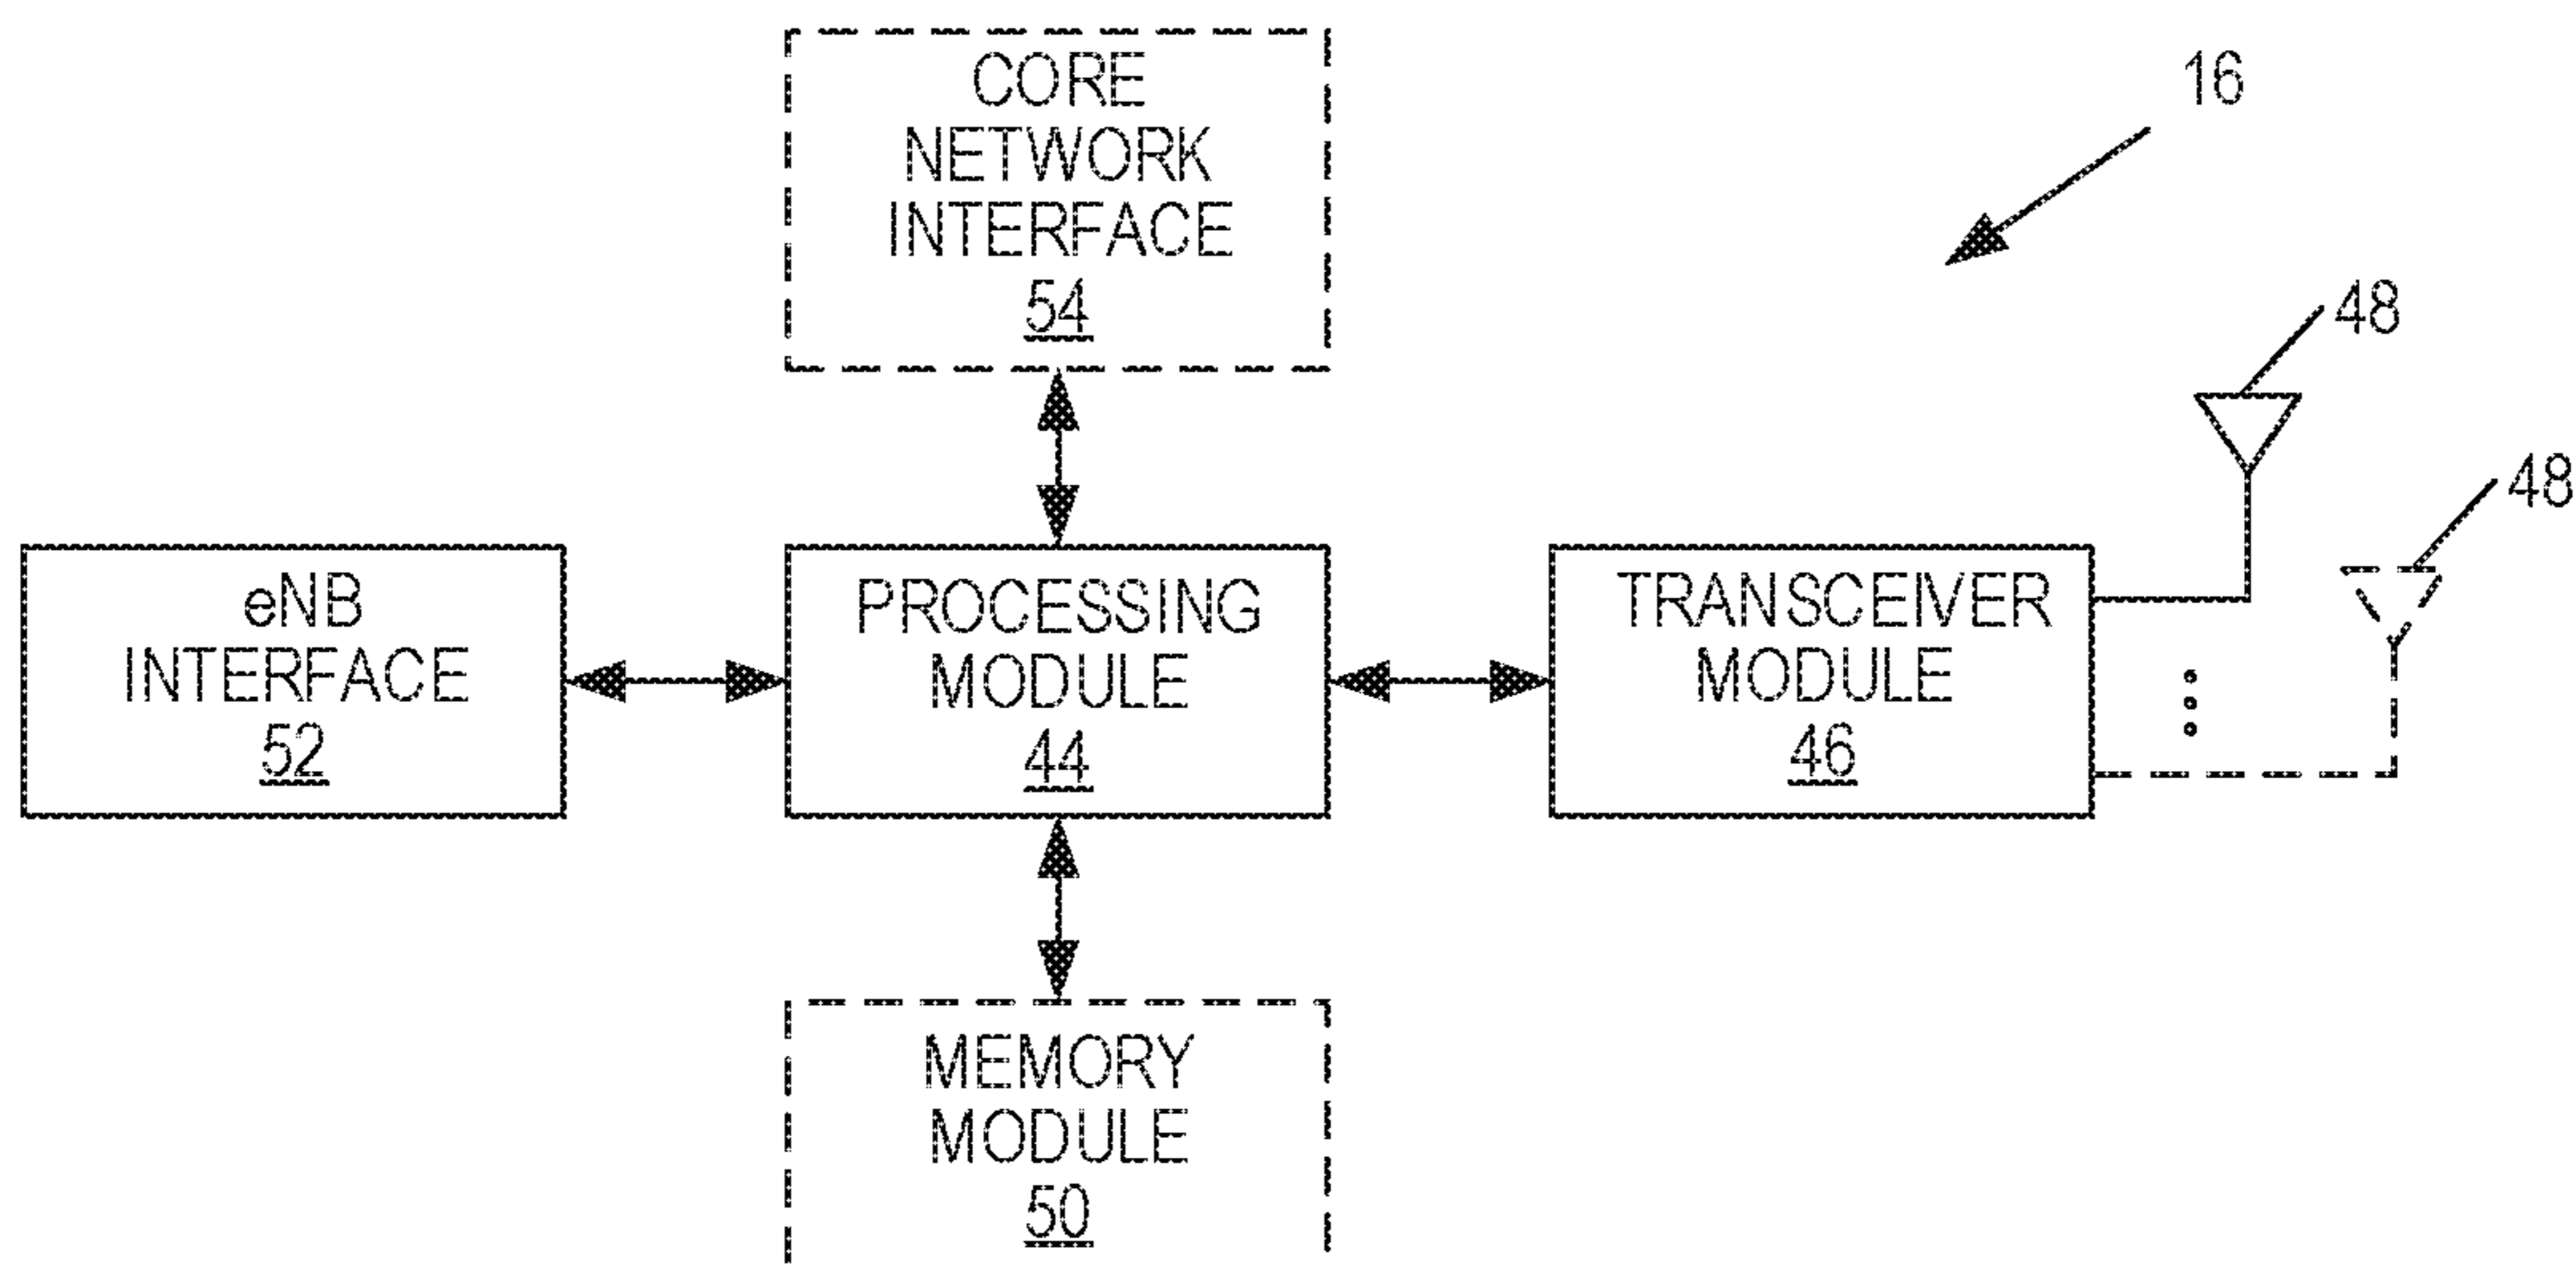 CORE
NETWORK
INTERFACE
54
16
48
48
eNB
INTERFACE
52
PROCESSING
MODULE
44
TRANSCEIVER
MODULE
46
MEMORY
MODULE
50